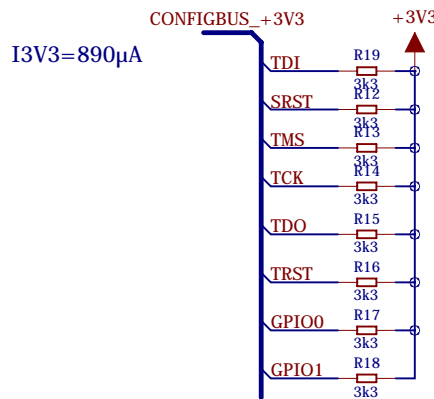 CONFIGBUS_+3V3
+3V3
I3V3=890µA
TDI
R19
3k3
SRST
R12
3k3
TMS
R13
3k3
TCK
R14
3k3
TDO
R15
3k3
TRST
R16
3k3
GPIO0
R17
3k3
GPIO1
R18
3k3